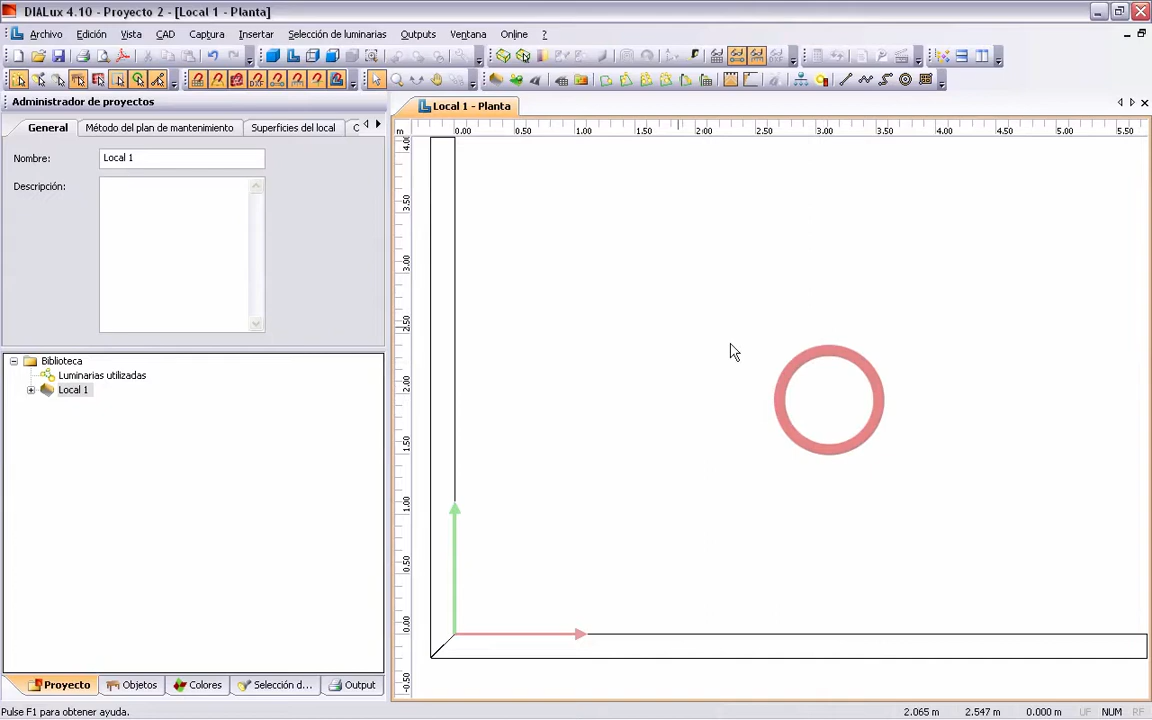 DIALux 4.10 - Proyecto 2 - [Local 1 - Planta]
Archivo Edición Vista CAD Captura Insertar Selección de luminarias Outputs Ventana Online ?
Administrador de proyectos
Local 1 - Planta
General Método del plan de mantenimiento Superficies del local C
m 0.00 0.50 1.00 1.50 2.00 2.50 3.00 3.50 4.00 4.50 5.00 5.50
Nombre: Local 1
Descripción:
4.00
3.50
3.00
2.50
2.00
1.50
1.00
0.50
0.00
-0.50
Biblioteca
Luminarias utilizadas
Local 1
Proyecto Objetos Colores Selección d... Output
Pulse F1 para obtener ayuda. 2.065 m 2.547 m 0.000 m UF NUM RF